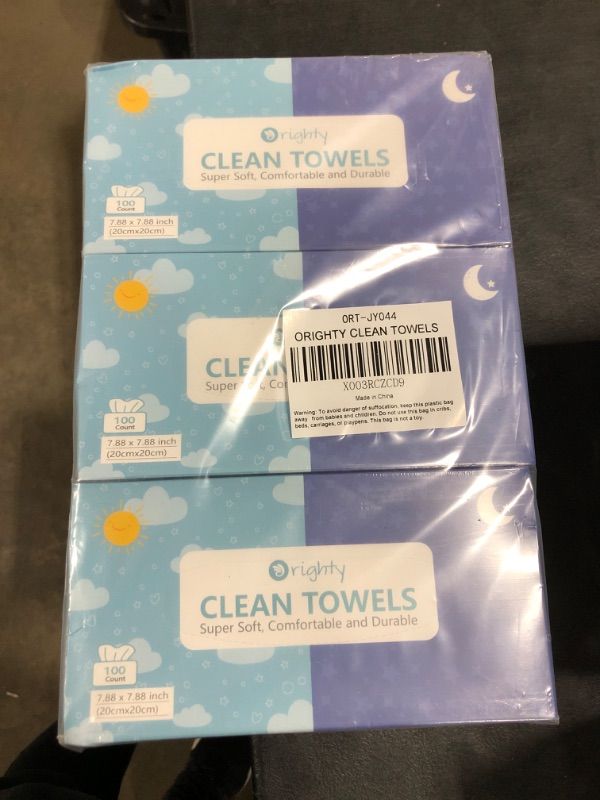 Orighty
CLEAN TOWELS
Super Soft, Comfortable and Durable
100
Count
7.88 x 7.88 inch
(20cmx20cm)
ORT-JY044
ORIGHTY CLEAN TOWELS
X003RCZCD9
Made in China
Warning: To avoid danger of suffocation, keep this plastic bag
away from babies and children. Do not use this bag in cribs,
beds, carriages, or playpens. This bag is not a toy.
CLEAN
Super Soft, Co
100
Count
7.88 x 7.88 inch
(20cmx20cm)
Orighty
CLEAN TOWELS
Super Soft, Comfortable and Durable
100
Count
7.88 x 7.88 inch
(20cmx20cm)